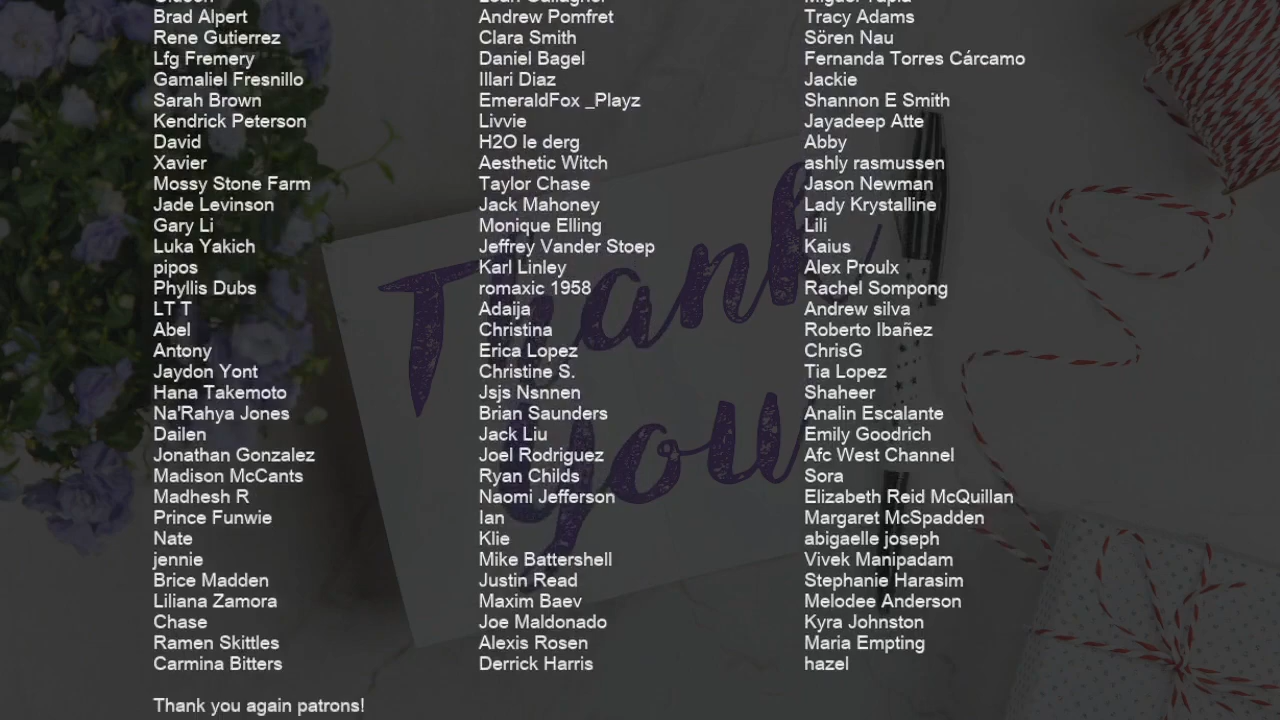 Brad Alpert
Rene Gutierrez
Lfg Fremery
Gamaliel Fresnillo
Sarah Brown
Kendrick Peterson
David
Xavier
Mossy Stone Farm
Jade Levinson
Gary Li
Luka Yakich
pipos
Phyllis Dubs
LT T
Abel
Antony
Jaydon Yont
Hana Takemoto
Na'Rahya Jones
Dailen
Jonathan Gonzalez
Madison McCants
Madhesh R
Prince Funwie
Nate
jennie
Brice Madden
Liliana Zamora
Chase
Ramen Skittles
Carmina Bitters
Andrew Pomfret
Clara Smith
Daniel Bagel
Illari Diaz
EmeraldFox _Playz
Livvie
H2O le derg
Aesthetic Witch
Taylor Chase
Jack Mahoney
Monique Elling
Jeffrey Vander Stoep
Karl Linley
romaxic 1958
Adaija
Christina
Erica Lopez
Christine S.
Jsjs Nsnnen
Brian Saunders
Jack Liu
Joel Rodriguez
Ryan Childs
Naomi Jefferson
Ian
Klie
Mike Battershell
Justin Read
Maxim Baev
Joe Maldonado
Alexis Rosen
Derrick Harris
Tracy Adams
Sören Nau
Fernanda Torres Cárcamo
Jackie
Shannon E Smith
Jayadeep Atte
Abby
ashly rasmussen
Jason Newman
Lady Krystalline
Lili
Kaius
Alex Proulx
Rachel Sompong
Andrew silva
Roberto Ibañez
ChrisG
Tia Lopez
Shaheer
Analin Escalante
Emily Goodrich
Afc West Channel
Sora
Elizabeth Reid McQuillan
Margaret McSpadden
abigaelle joseph
Vivek Manipadam
Stephanie Harasim
Melodee Anderson
Kyra Johnston
Maria Empting
hazel
Thank you again patrons!
Thank
you